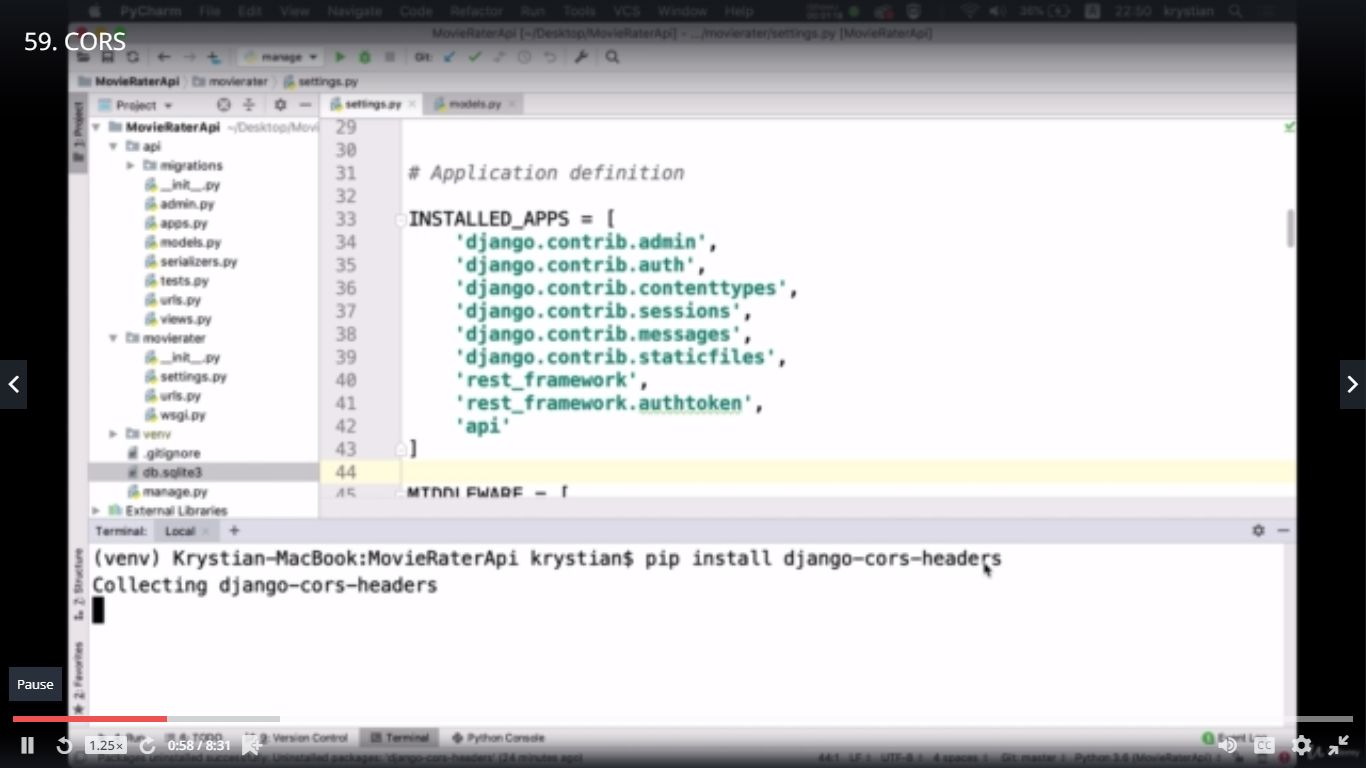 PyCharm File Edit View Navigate Code Refactor Run Tools VCS Window Help 36% 22:50 krystian
59. CORS
MovieRaterApi [~/Desktop/MovieRaterApi] - .../movierater/settings.py [MovieRaterApi]
manage Git:
MovieRaterApi movierater settings.py
1: Project
Project
settings.py models.py
MovieRaterApi ~/Desktop/Movi
api
migrations
__init__.py
admin.py
apps.py
models.py
serializers.py
tests.py
urls.py
views.py
movierater
__init__.py
settings.py
urls.py
wsgi.py
venv
.gitignore
db.sqlite3
manage.py
External Libraries
29
30
31 # Application definition
32
33 INSTALLED_APPS = [
34 'django.contrib.admin',
35 'django.contrib.auth',
36 'django.contrib.contenttypes',
37 'django.contrib.sessions',
38 'django.contrib.messages',
39 'django.contrib.staticfiles',
40 'rest_framework',
41 'rest_framework.authtoken',
42 'api'
43 ]
44
45 MIDDLEWARE = [
Terminal: Local +
(venv) Krystian-MacBook:MovieRaterApi krystian$ pip install django-cors-headers
Collecting django-cors-headers
Z: Structure
2: Favorites
Pause
1.25x 0:58 / 8:31 CC
TODO Version Control Terminal Python Console
Packages uninstalled successfully: Uninstalled packages: 'django-cors-headers' (24 minutes ago) 44:1 LF UTF-8 4 spaces Git: master Python 3.6 (MovieRaterApi)